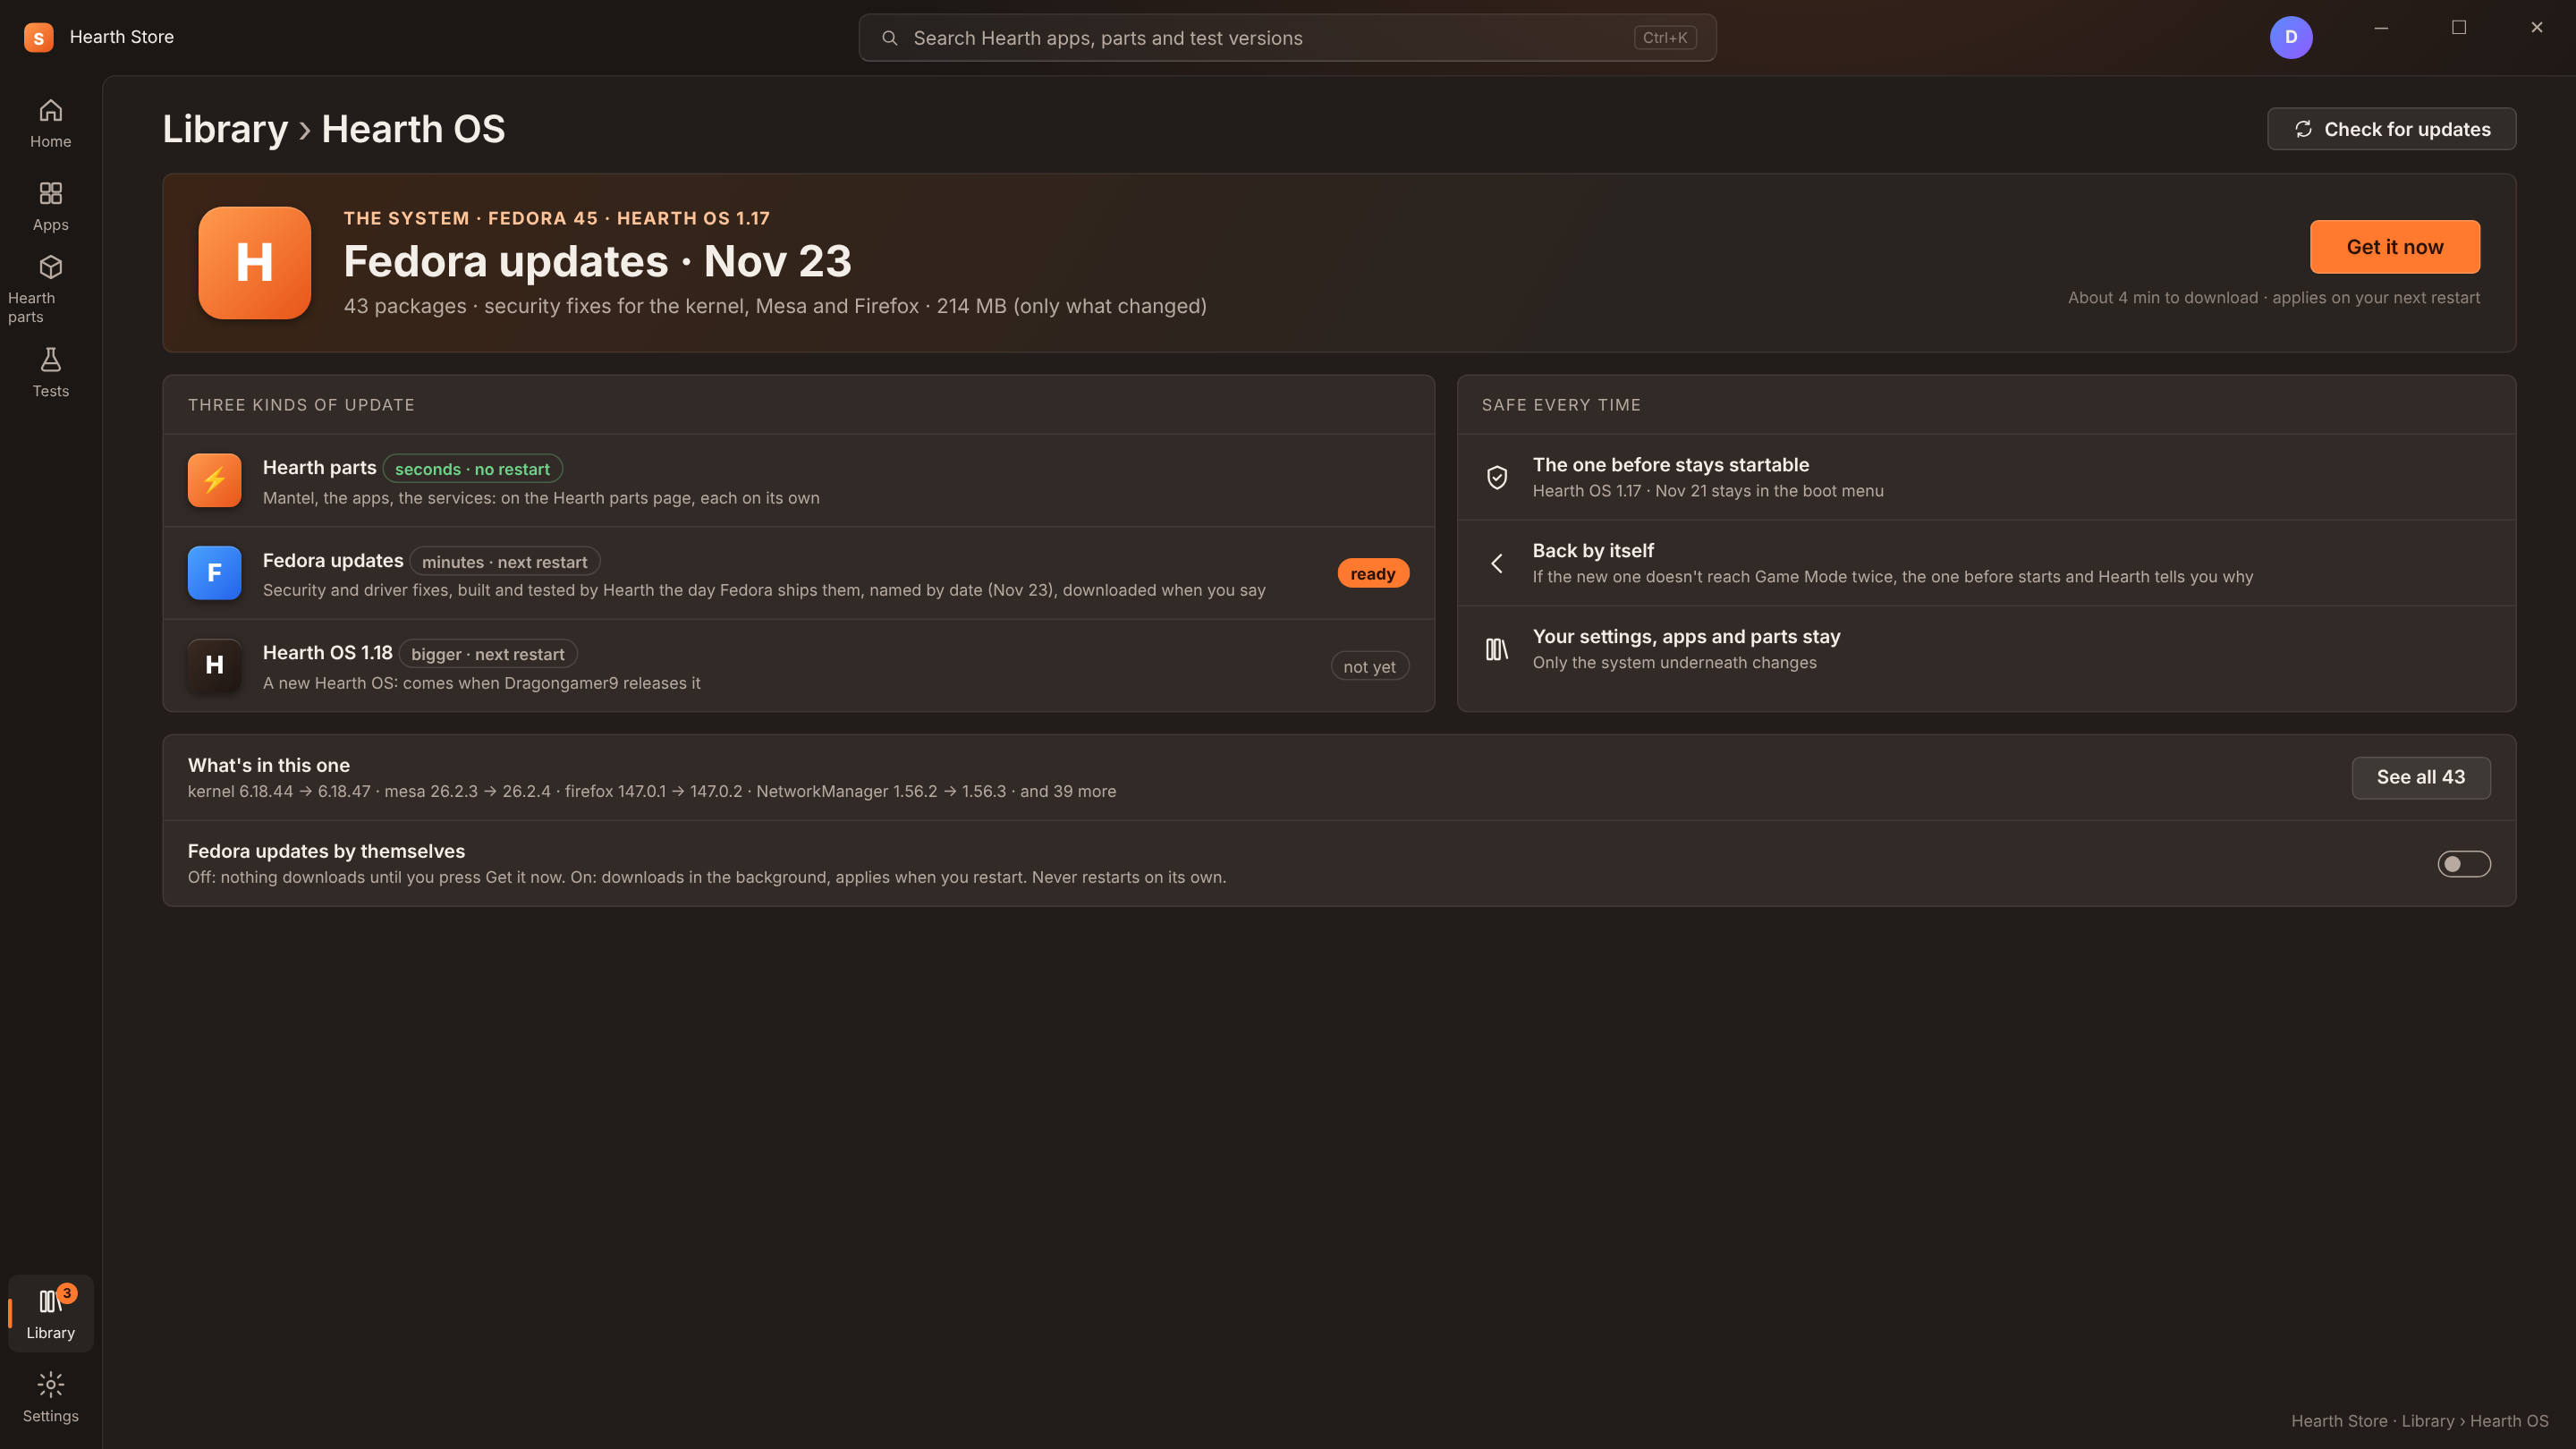 S Hearth Store
Search Hearth apps, parts and test versions Ctrl+K
D
Home
Apps
Hearth
parts
Tests
Library › Hearth OS
Check for updates
H
THE SYSTEM · FEDORA 45 · HEARTH OS 1.17
Fedora updates · Nov 23
43 packages · security fixes for the kernel, Mesa and Firefox · 214 MB (only what changed)
Get it now
About 4 min to download · applies on your next restart
THREE KINDS OF UPDATE
Hearth parts seconds · no restart
Mantel, the apps, the services: on the Hearth parts page, each on its own
F
Fedora updates minutes · next restart
Security and driver fixes, built and tested by Hearth the day Fedora ships them, named by date (Nov 23), downloaded when you say
ready
H
Hearth OS 1.18 bigger · next restart
A new Hearth OS: comes when Dragongamer9 releases it
not yet
SAFE EVERY TIME
The one before stays startable
Hearth OS 1.17 · Nov 21 stays in the boot menu
Back by itself
If the new one doesn't reach Game Mode twice, the one before starts and Hearth tells you why
Your settings, apps and parts stay
Only the system underneath changes
What's in this one
kernel 6.18.44 → 6.18.47 · mesa 26.2.3 → 26.2.4 · firefox 147.0.1 → 147.0.2 · NetworkManager 1.56.2 → 1.56.3 · and 39 more
See all 43
Fedora updates by themselves
Off: nothing downloads until you press Get it now. On: downloads in the background, applies when you restart. Never restarts on its own.
3
Library
Settings
Hearth Store · Library › Hearth OS